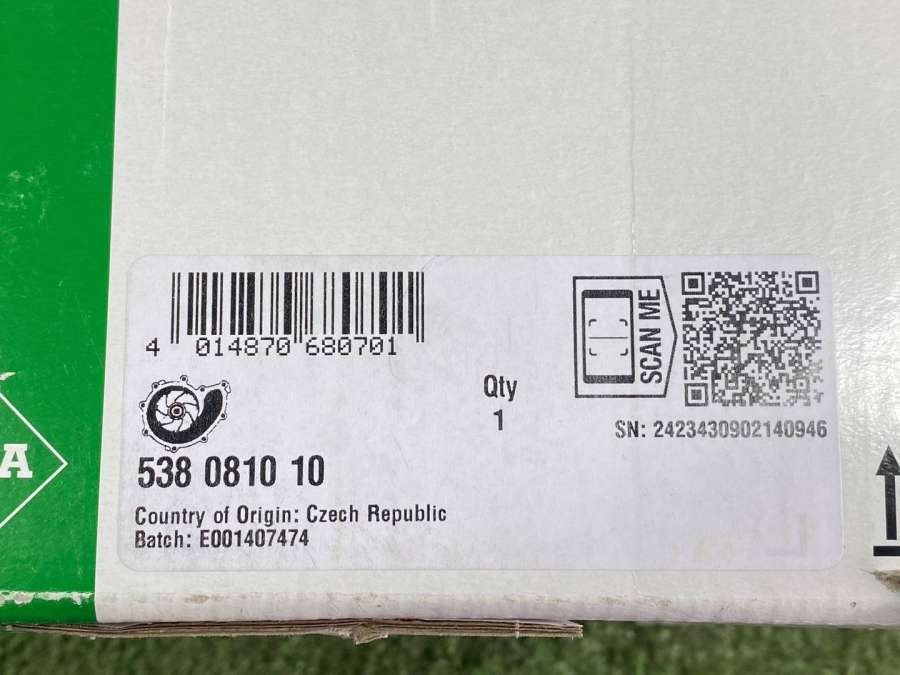 4 014870 680701
SCAN ME
Qty
1
SN: 2423430902140946
538 0810 10
Country of Origin: Czech Republic
Batch: E001407474
A